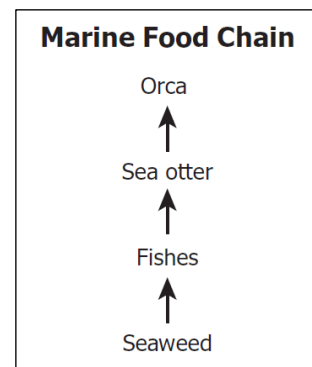 Marine Food Chain
Orca
Sea otter
Fishes
Seaweed